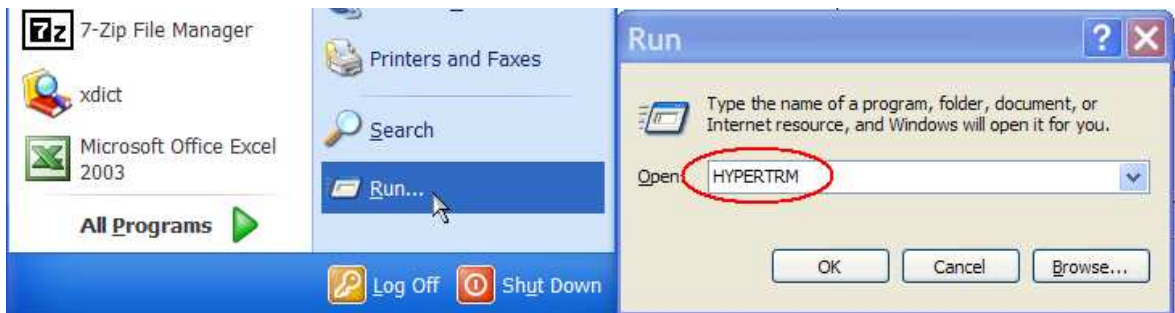 7z 7-Zip File Manager
xdict
Microsoft Office Excel
2003
All Programs
Printers and Faxes
Search
Run...
Log Off Shut Down
Run
Type the name of a program, folder, document, or
Internet resource, and Windows will open it for you.
Open: HYPERTRM
OK Cancel Browse...